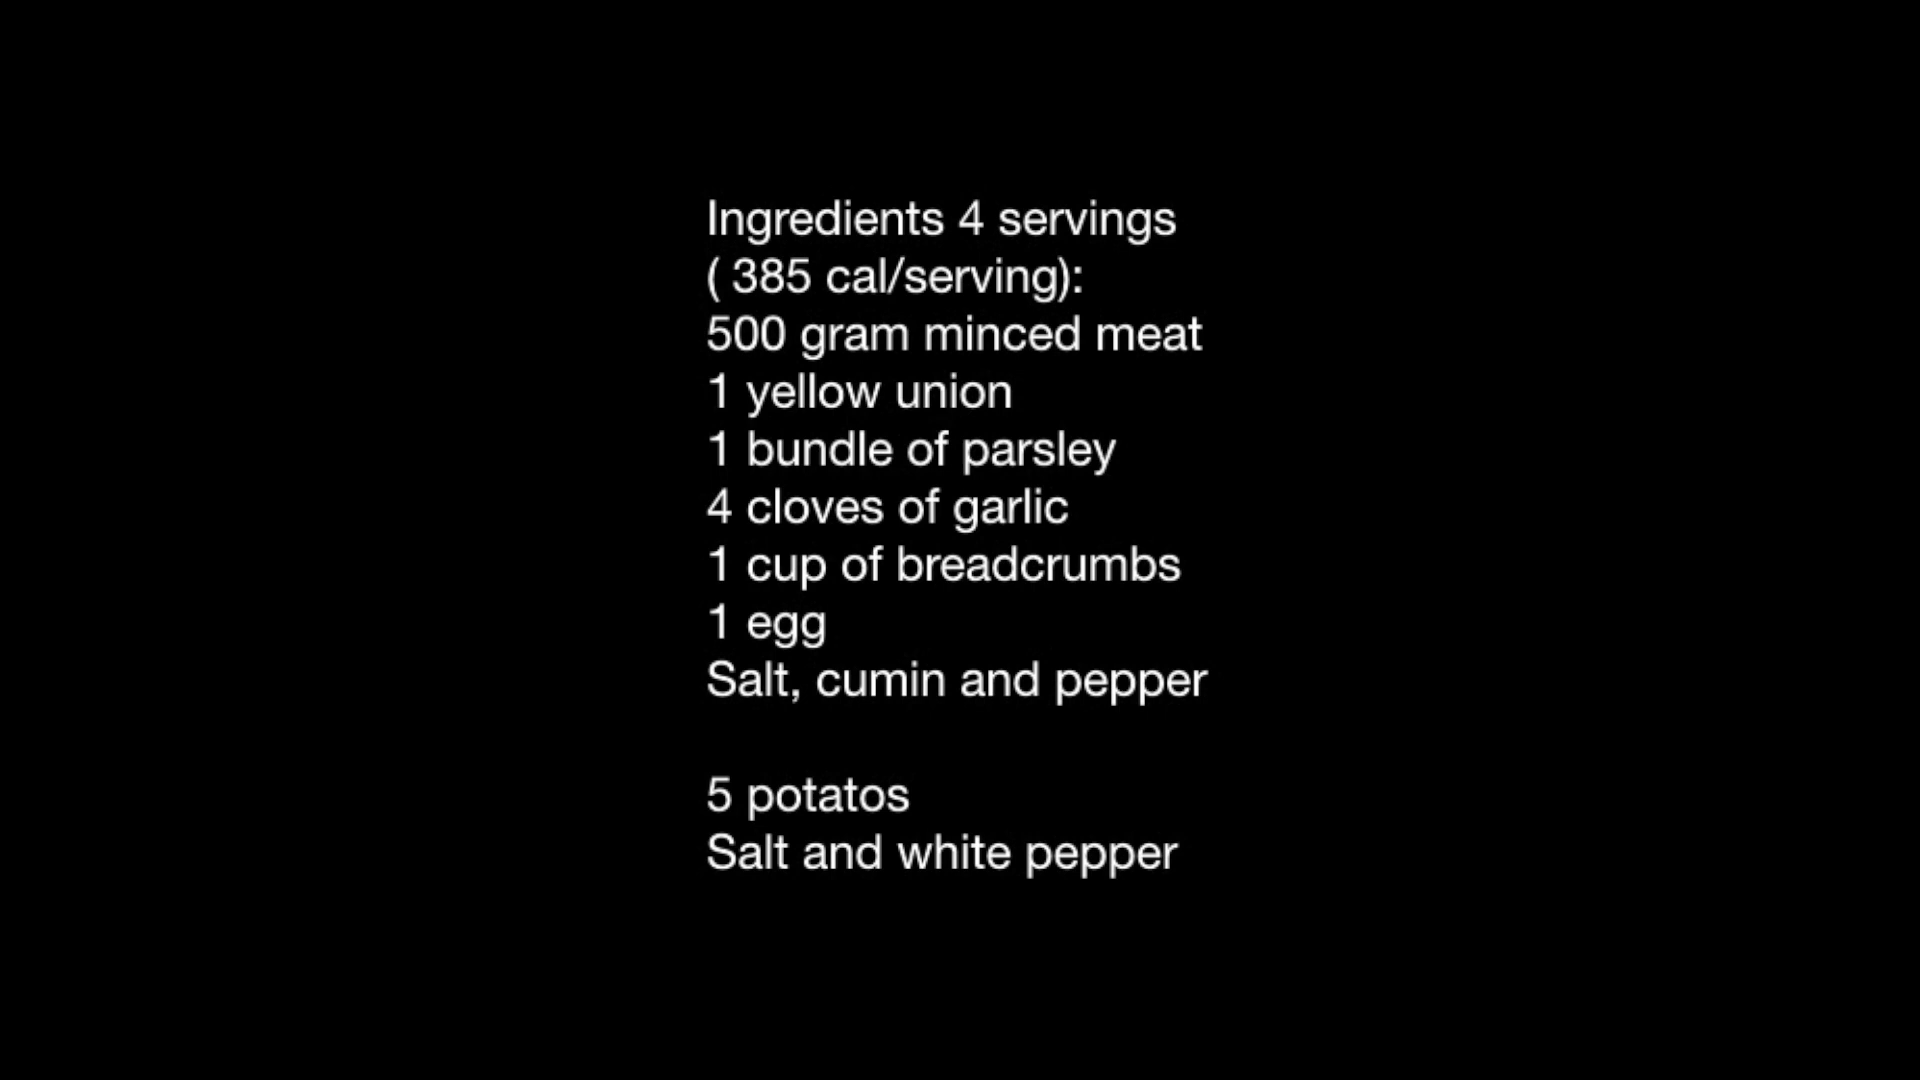 Ingredients 4 servings
( 385 cal/serving):
500 gram minced meat
1 yellow union
1 bundle of parsley
4 cloves of garlic
1 cup of breadcrumbs
1 egg
Salt, cumin and pepper
5 potatos
Salt and white pepper